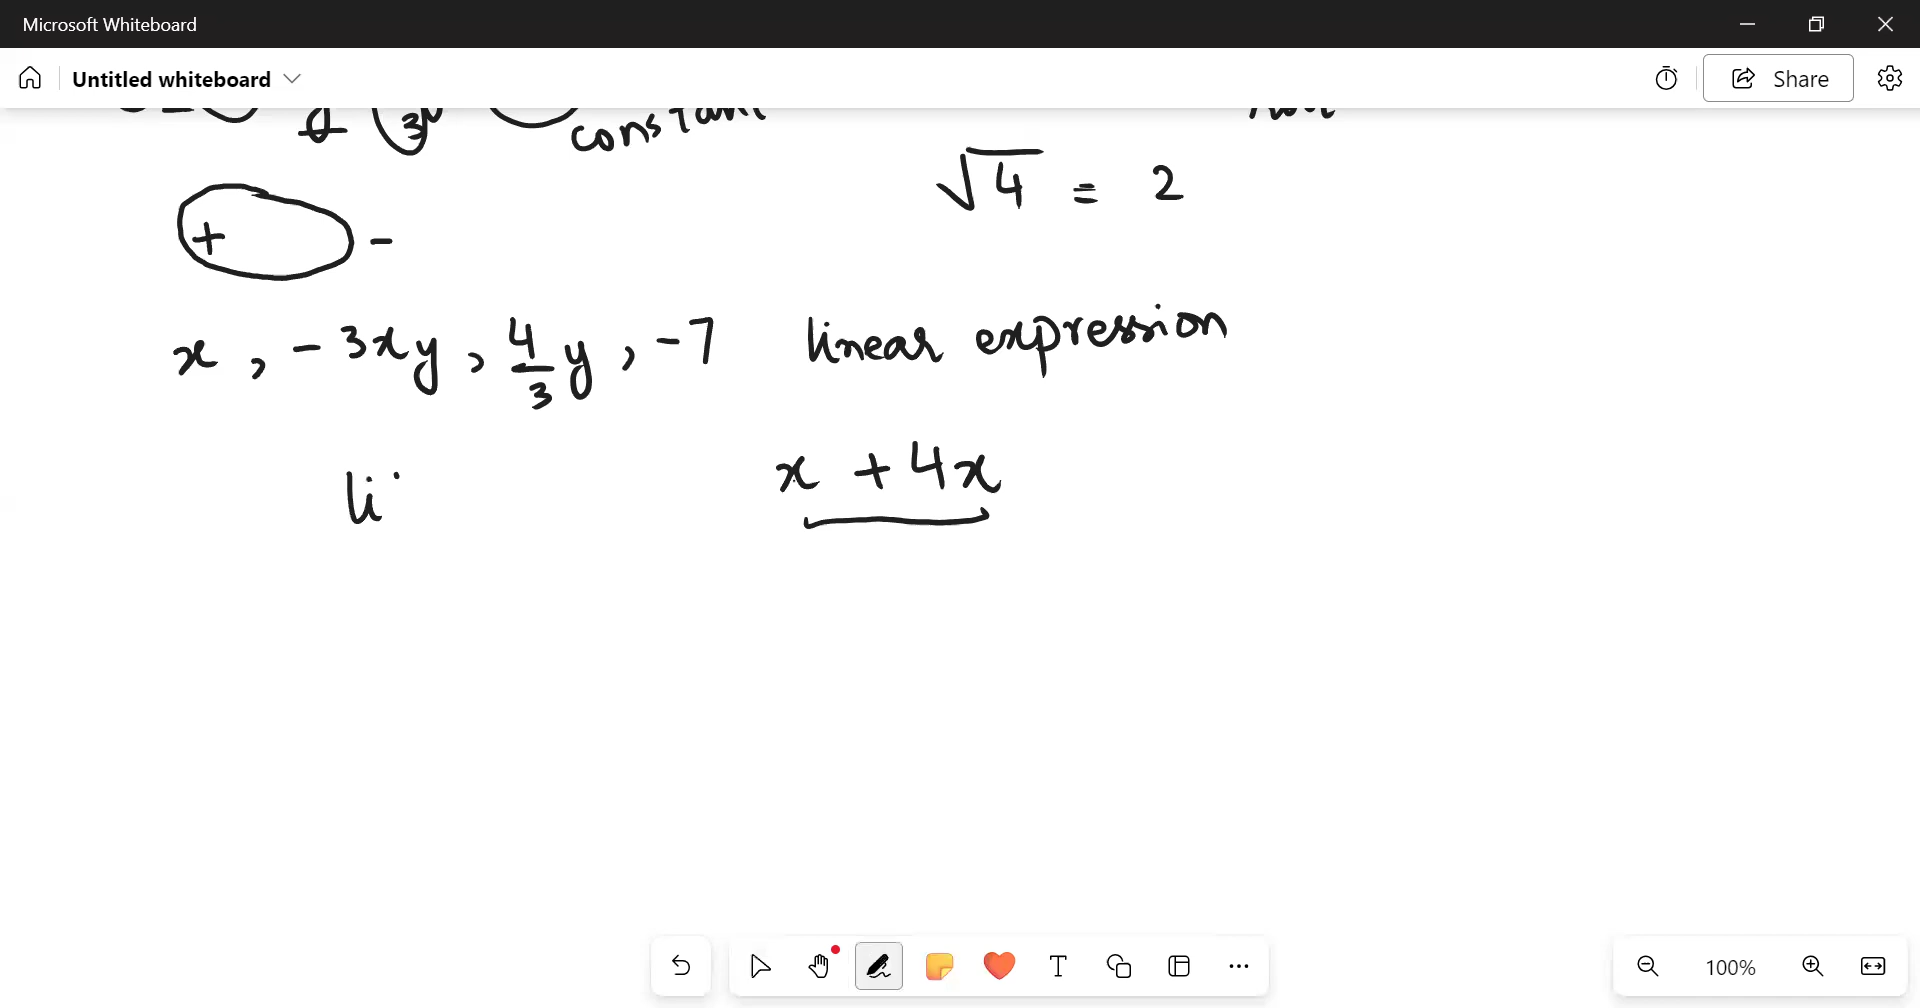 Microsoft Whiteboard
Untitled whiteboard
Share
constant
√4 = 2
+ -
x , - 3xy , 4/3 y , -7 linear expression
li
x + 4x
100%